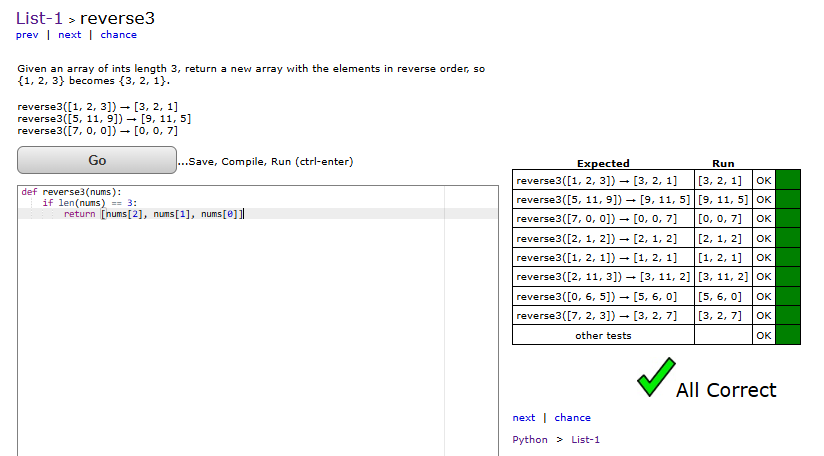 List-1 > reverse3
prev | next | chance
Given an array of ints length 3, return a new array with the elements in reverse order, so
{1, 2, 3} becomes {3, 2, 1}.
reverse3([1, 2, 3]) → [3, 2, 1]
reverse3([5, 11, 9]) → [9, 11, 5]
reverse3([7, 0, 0]) → [0, 0, 7]
Go ...Save, Compile, Run (ctrl-enter)
def reverse3(nums):
    if len(nums) == 3:
        return [nums[2], nums[1], nums[0]]
Expected Run
reverse3([1, 2, 3]) → [3, 2, 1] [3, 2, 1] OK
reverse3([5, 11, 9]) → [9, 11, 5] [9, 11, 5] OK
reverse3([7, 0, 0]) → [0, 0, 7] [0, 0, 7] OK
reverse3([2, 1, 2]) → [2, 1, 2] [2, 1, 2] OK
reverse3([1, 2, 1]) → [1, 2, 1] [1, 2, 1] OK
reverse3([2, 11, 3]) → [3, 11, 2] [3, 11, 2] OK
reverse3([0, 6, 5]) → [5, 6, 0] [5, 6, 0] OK
reverse3([7, 2, 3]) → [3, 2, 7] [3, 2, 7] OK
other tests OK
All Correct
next | chance
Python > List-1